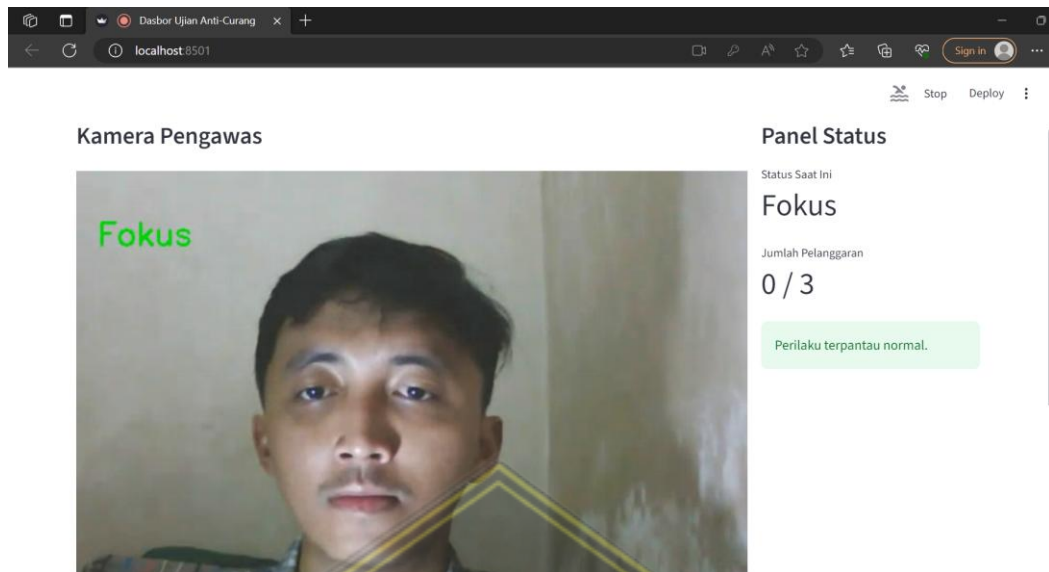 Dasbor Ujian Anti-Curang
localhost:8501
Sign in
Stop Deploy
Kamera Pengawas
Fokus
Panel Status
Status Saat Ini
Fokus
Jumlah Pelanggaran
0 / 3
Perilaku terpantau normal.